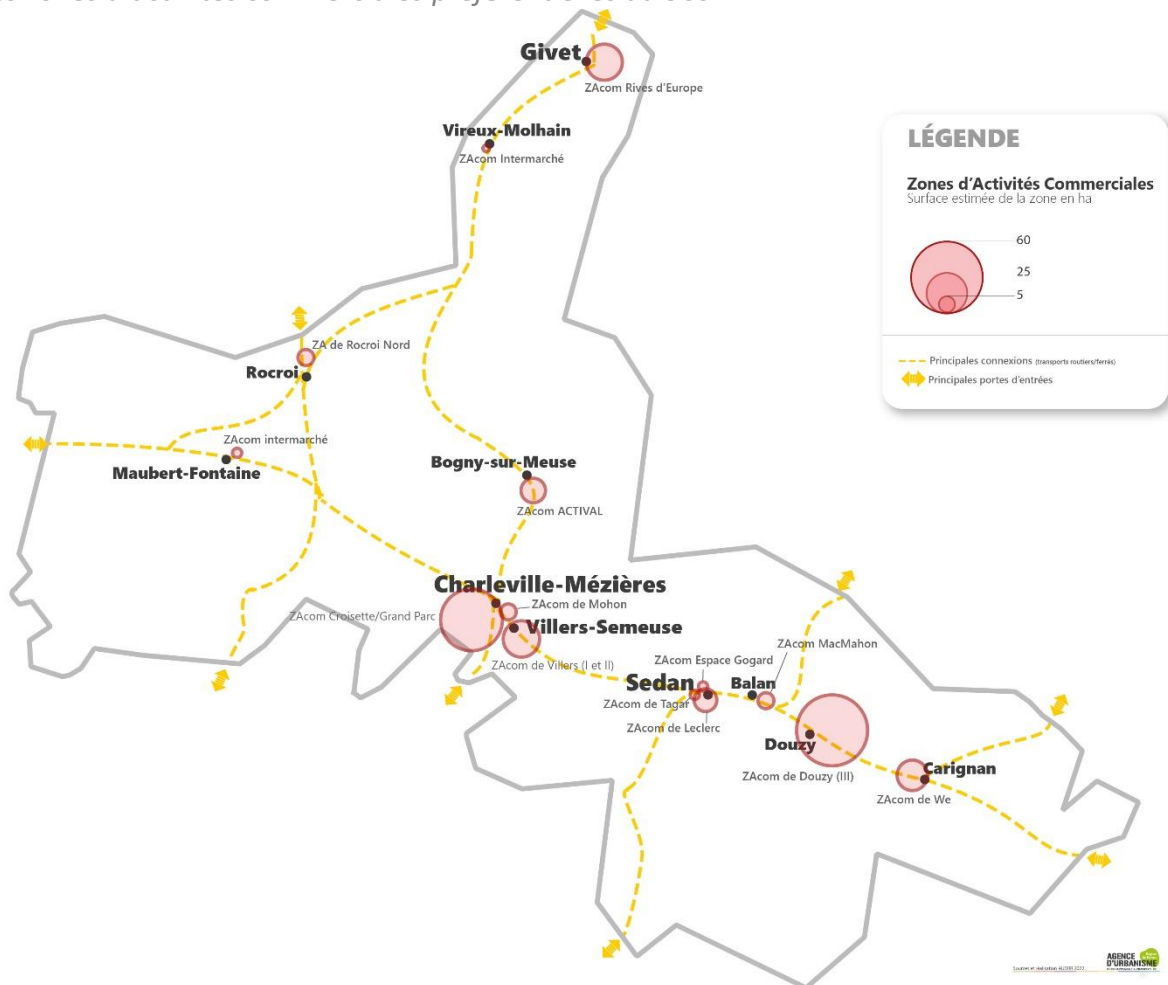 Givet
ZAcom Rives d'Europe
Vireux-Molhain
ZAcom Intermarché
LÉGENDE
Zones d'Activités Commerciales
Surface estimée de la zone en ha
60
25
5
Principales connexions (transports routiers/ferrés)
Principales portes d'entrées
ZA de Rocroi Nord
Rocroi
ZAcom intermarché
Maubert-Fontaine
Bogny-sur-Meuse
ZAcom ACTIVAL
Charleville-Mézières
ZAcom de Mohon
ZAcom Croisette/Grand Parc
Villers-Semeuse
ZAcom de Villers (I et II)
ZAcom MacMahon
ZAcom Espace Gogard
Sedan
Balan
ZAcom de Tagar
ZAcom de Leclerc
Douzy
ZAcom de Douzy (III)
Carignan
ZAcom de We
AGENCE
D'URBANISME